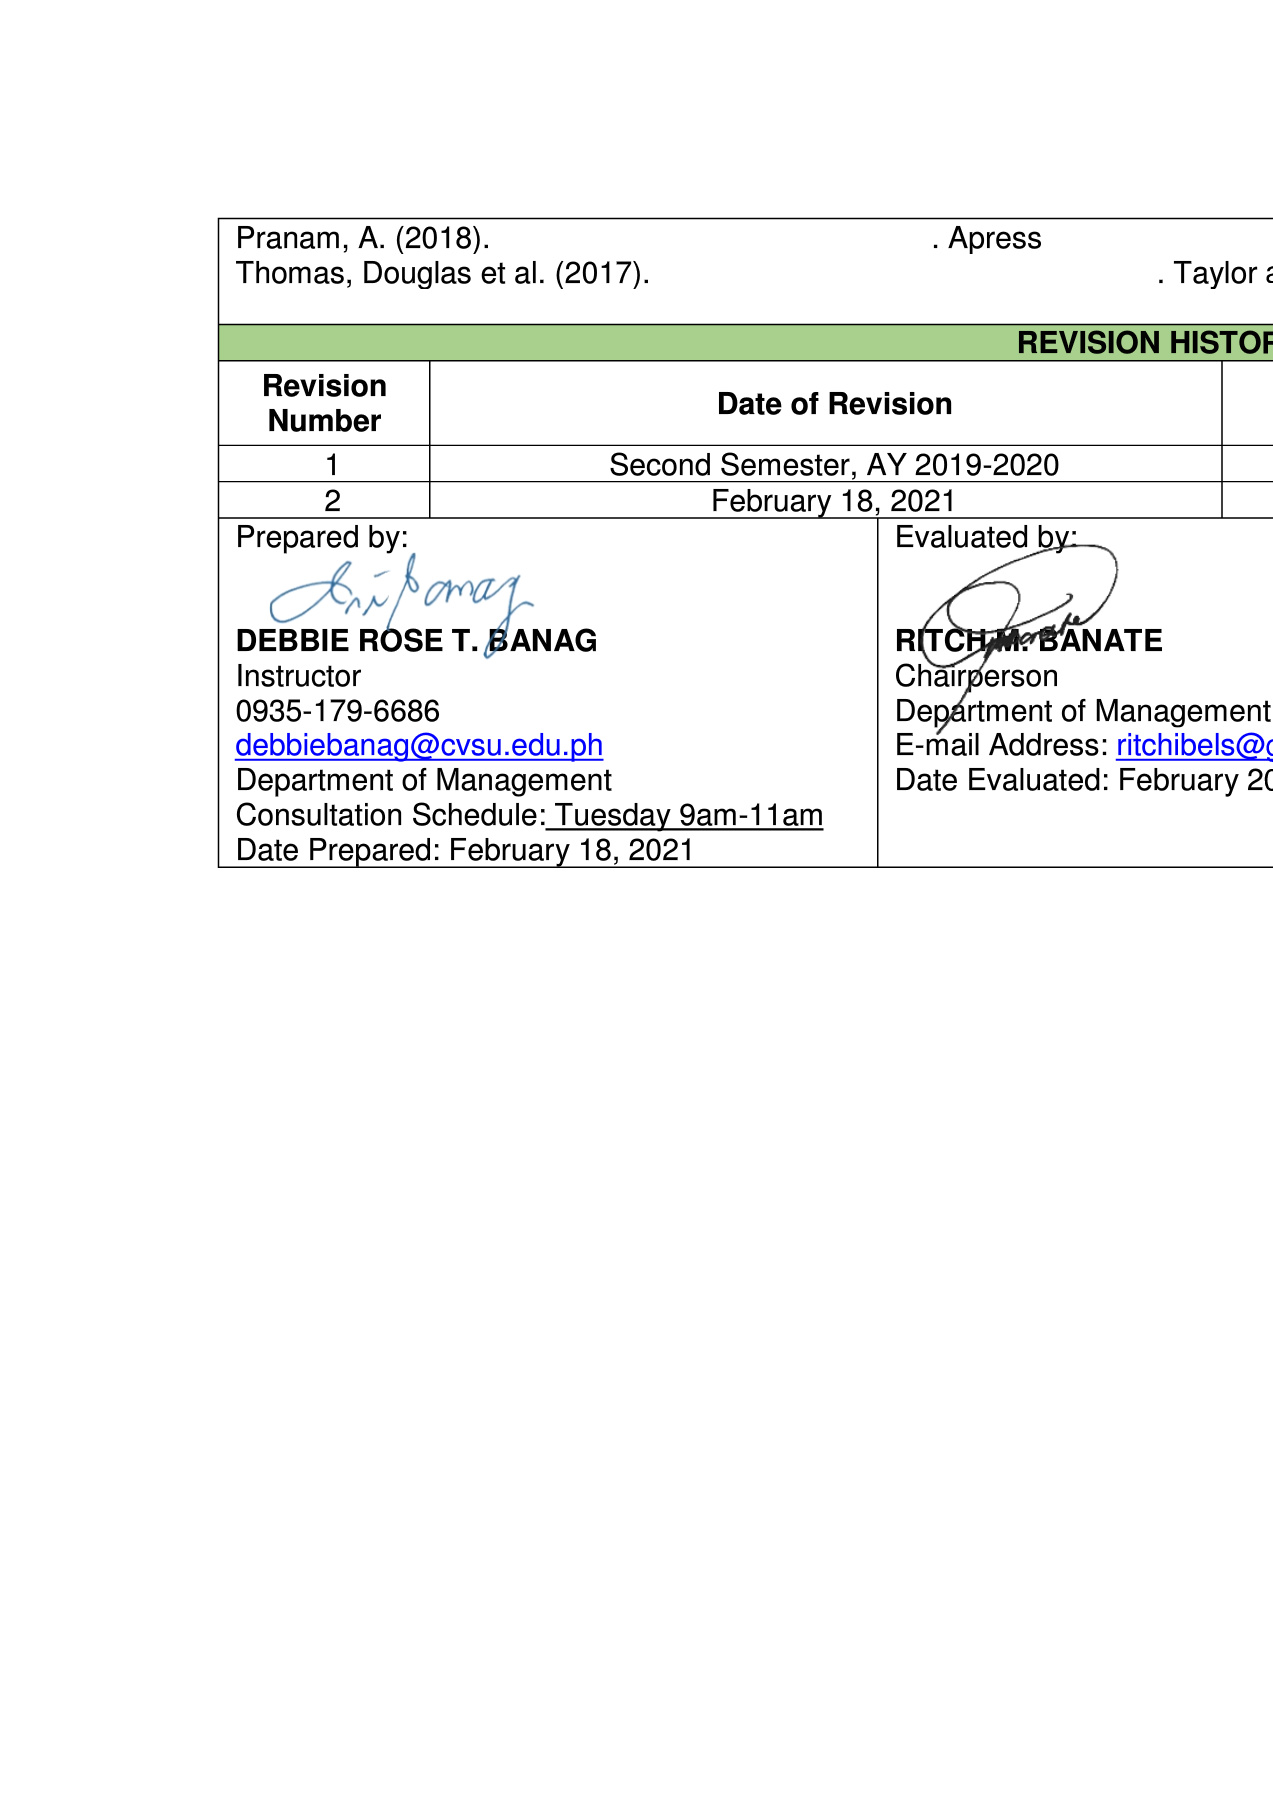 Pranam, A. (2018). . Apress
Thomas, Douglas et al. (2017). . Taylor a
REVISION HISTOR
Revision
Number
Date of Revision
1 Second Semester, AY 2019-2020
2 February 18, 2021
Prepared by:
DEBBIE ROSE T. BANAG
Instructor
0935-179-6686
debbiebanag@cvsu.edu.ph
Department of Management
Consultation Schedule: Tuesday 9am-11am
Date Prepared: February 18, 2021
Evaluated by:
RITCH M. BANATE
Chairperson
Department of Management
E-mail Address: ritchibels@g
Date Evaluated: February 20